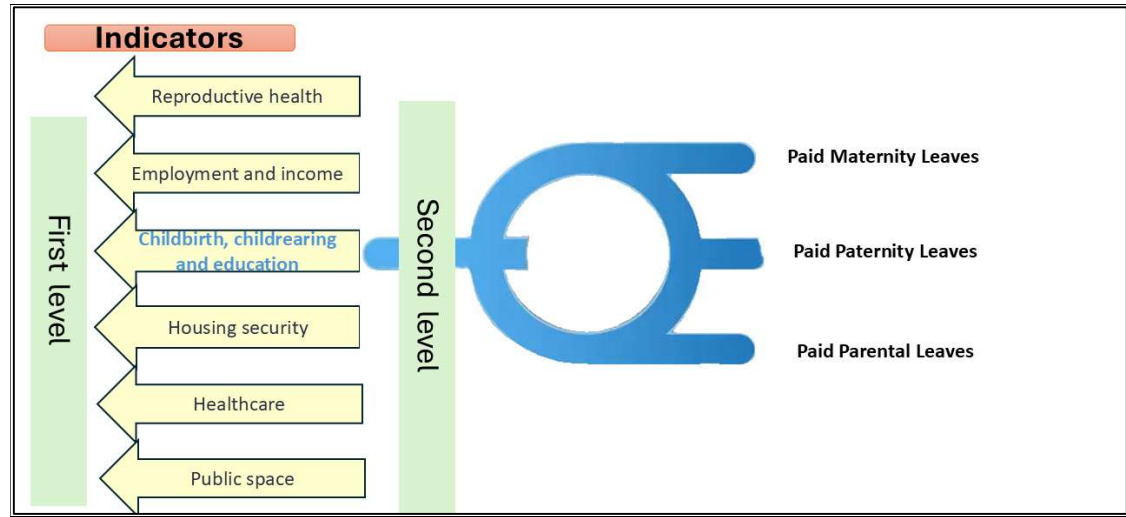 Indicators
First level
Reproductive health
Employment and income
Childbirth, childrearing
and education
Housing security
Healthcare
Public space
Second level
Paid Maternity Leaves
Paid Paternity Leaves
Paid Parental Leaves